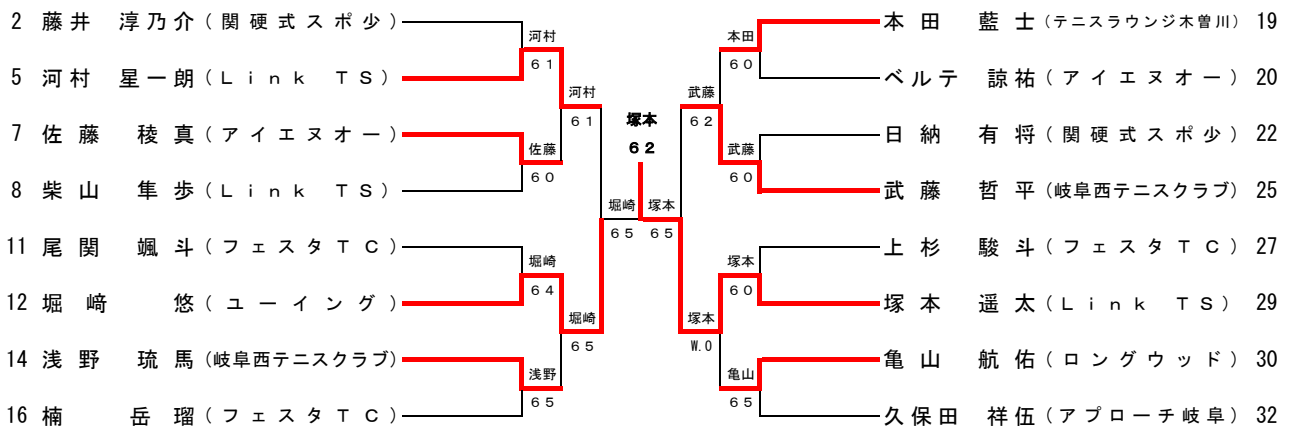 2 藤井 淳乃介(関硬式スポ少)
5 河村 星一朗(Link TS)
7 佐藤 稜真(アイエヌオー)
8 柴山 隼歩(Link TS)
11 尾関 颯斗(フェスタTC)
12 堀﨑 悠(ユーイング)
14 浅野 琉馬(岐阜西テニスクラブ)
16 楠 岳瑠(フェスタTC)
河村
61
佐藤
60
堀崎
64
浅野
65
河村
61
堀崎
65
堀崎
65
塚本
62
塚本
65
武藤
62
塚本
W.0
本田
60
武藤
60
塚本
60
亀山
65
本田 藍士(テニスラウンジ木曽川) 19
ベルテ 諒祐(アイエヌオー) 20
日納 有将(関硬式スポ少) 22
武藤 哲平(岐阜西テニスクラブ) 25
上杉 駿斗(フェスタTC) 27
塚本 遥太(Link TS) 29
亀山 航佑(ロングウッド) 30
久保田 祥伍(アプローチ岐阜) 32